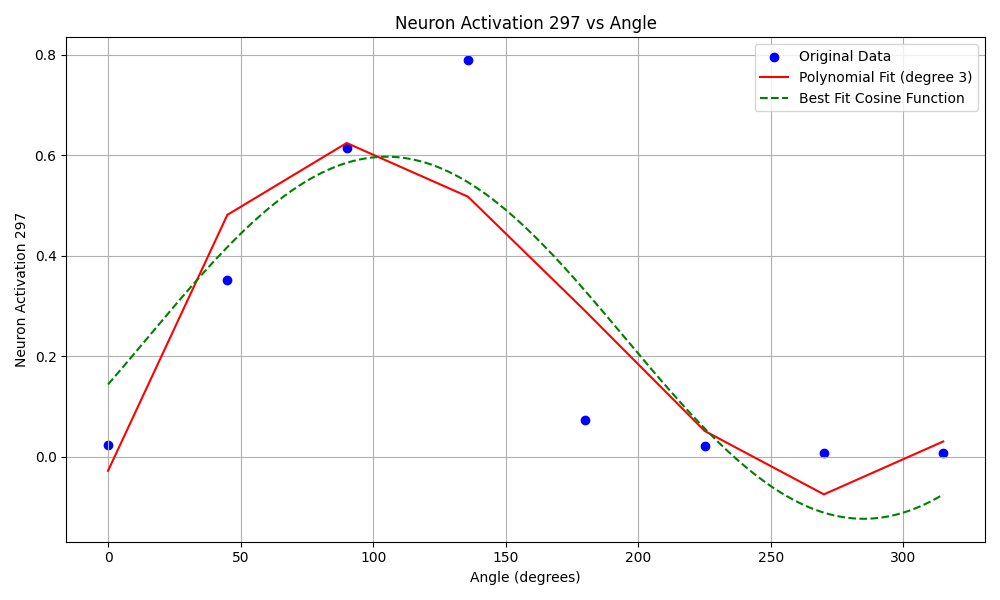 Neuron Activation 297 vs Angle
Original Data
Polynomial Fit (degree 3)
Best Fit Cosine Function
Neuron Activation 297
0.8
0.6
0.4
0.2
0.0
0 50 100 150 200 250 300
Angle (degrees)